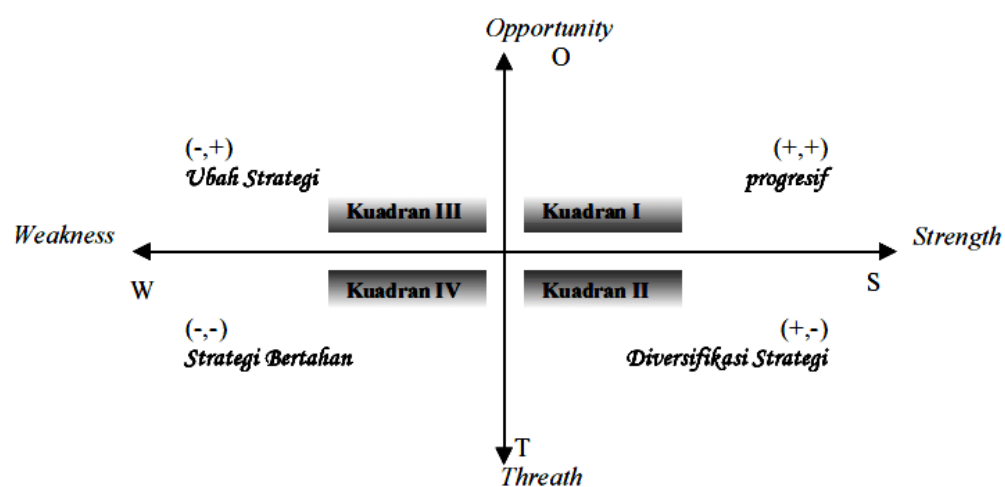 Opportunity
O
(-,+)
Ubah Strategi
(+,+)
progresif
Kuadran III
Kuadran I
Weakness
Strength
W
S
Kuadran IV
Kuadran II
(-,-)
Strategi Bertahan
(+,-)
Diversifikasi Strategi
T
Threath